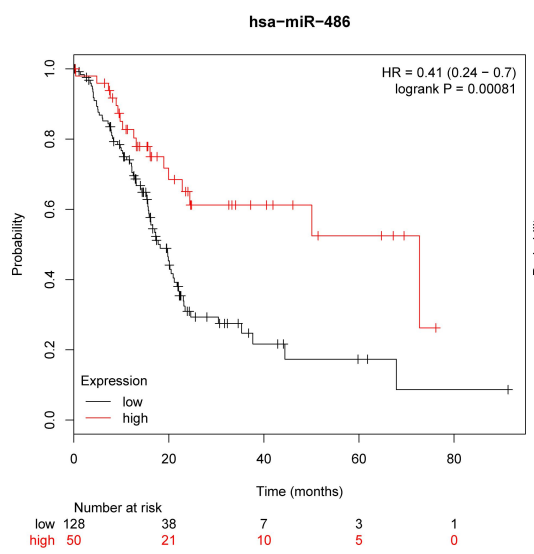 hsa−miR−486
HR = 0.41 (0.24 − 0.7)
logrank P = 0.00081
Probability
1.0
0.8
0.6
0.4
0.2
0.0
Expression
low
high
0 20 40 60 80
Time (months)
Number at risk
low 128 38 7 3 1
high 50 21 10 5 0